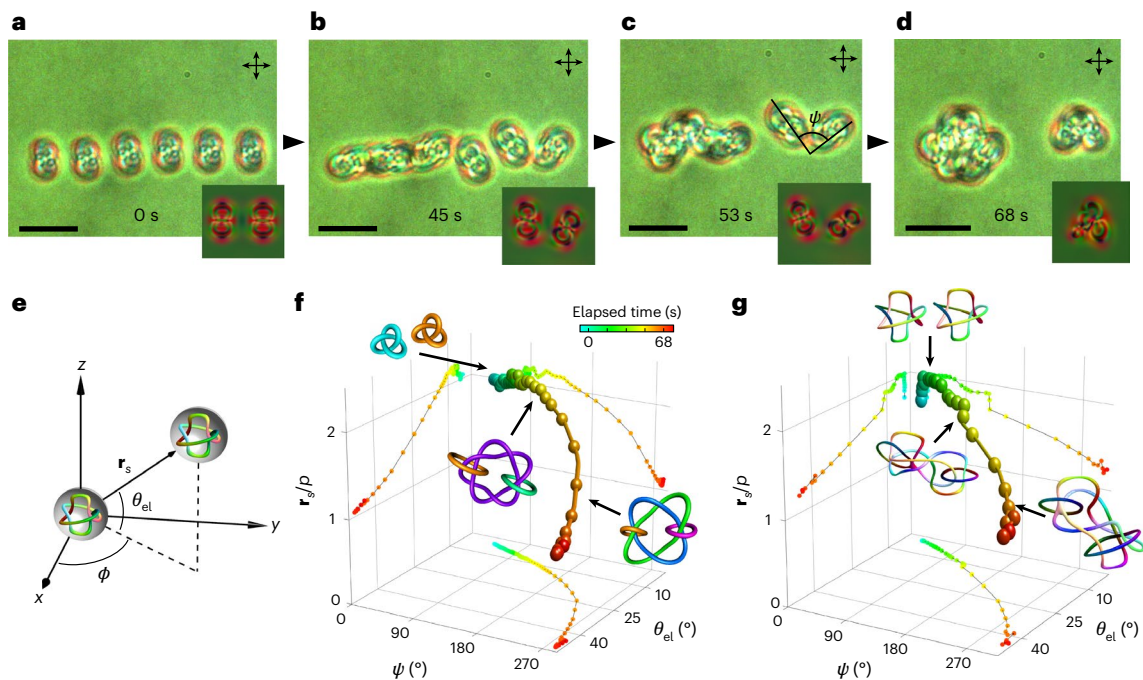 a
b
c
d
ψ
0 s
45 s
53 s
68 s
e
f
g
z
r_s
θ_el
y
ϕ
x
Elapsed time (s)
0 68
2
1
0
r_s/p
0
90
180
270
ψ (°)
10
25
40
θ_el (°)
2
1
0
r_s/p
0
90
180
270
ψ (°)
10
25
40
θ_el (°)